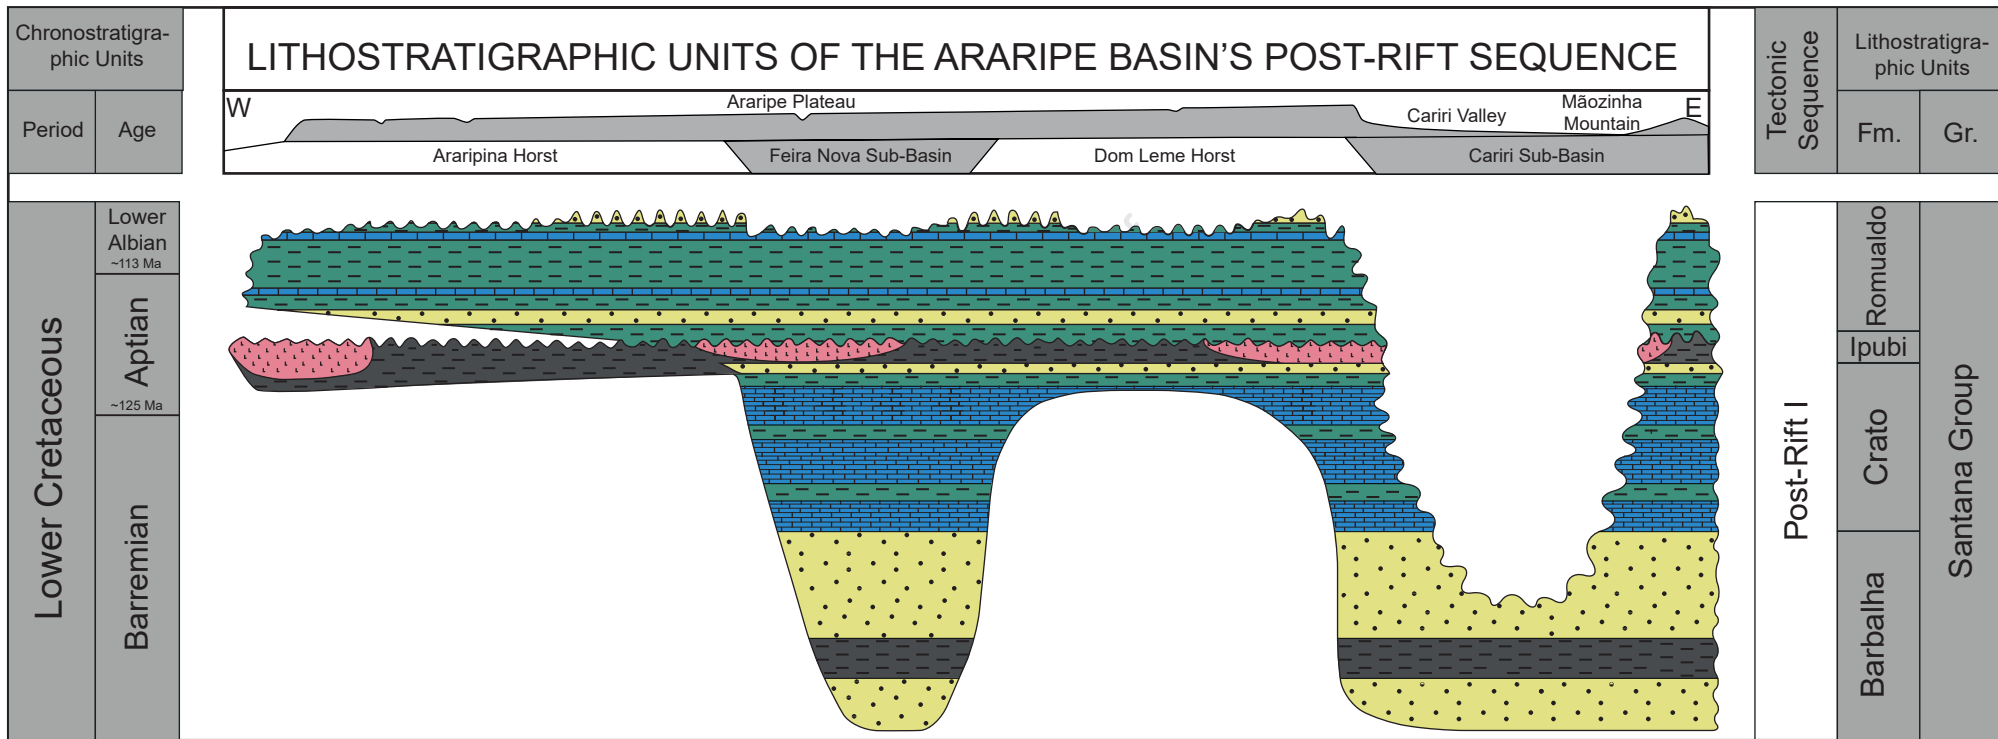 Chronostratigra-
phic Units
Period
Age
LITHOSTRATIGRAPHIC UNITS OF THE ARARIPE BASIN'S POST-RIFT SEQUENCE
W
Araripe Plateau
Cariri Valley
Mãozinha
Mountain
E
Araripina Horst
Feira Nova Sub-Basin
Dom Leme Horst
Cariri Sub-Basin
Tectonic
Sequence
Lithostratigra-
phic Units
Fm.
Gr.
Lower Cretaceous
Lower
Albian
~113 Ma
Aptian
~125 Ma
Barremian
Post-Rift I
Romualdo
Ipubi
Crato
Barbalha
Santana Group